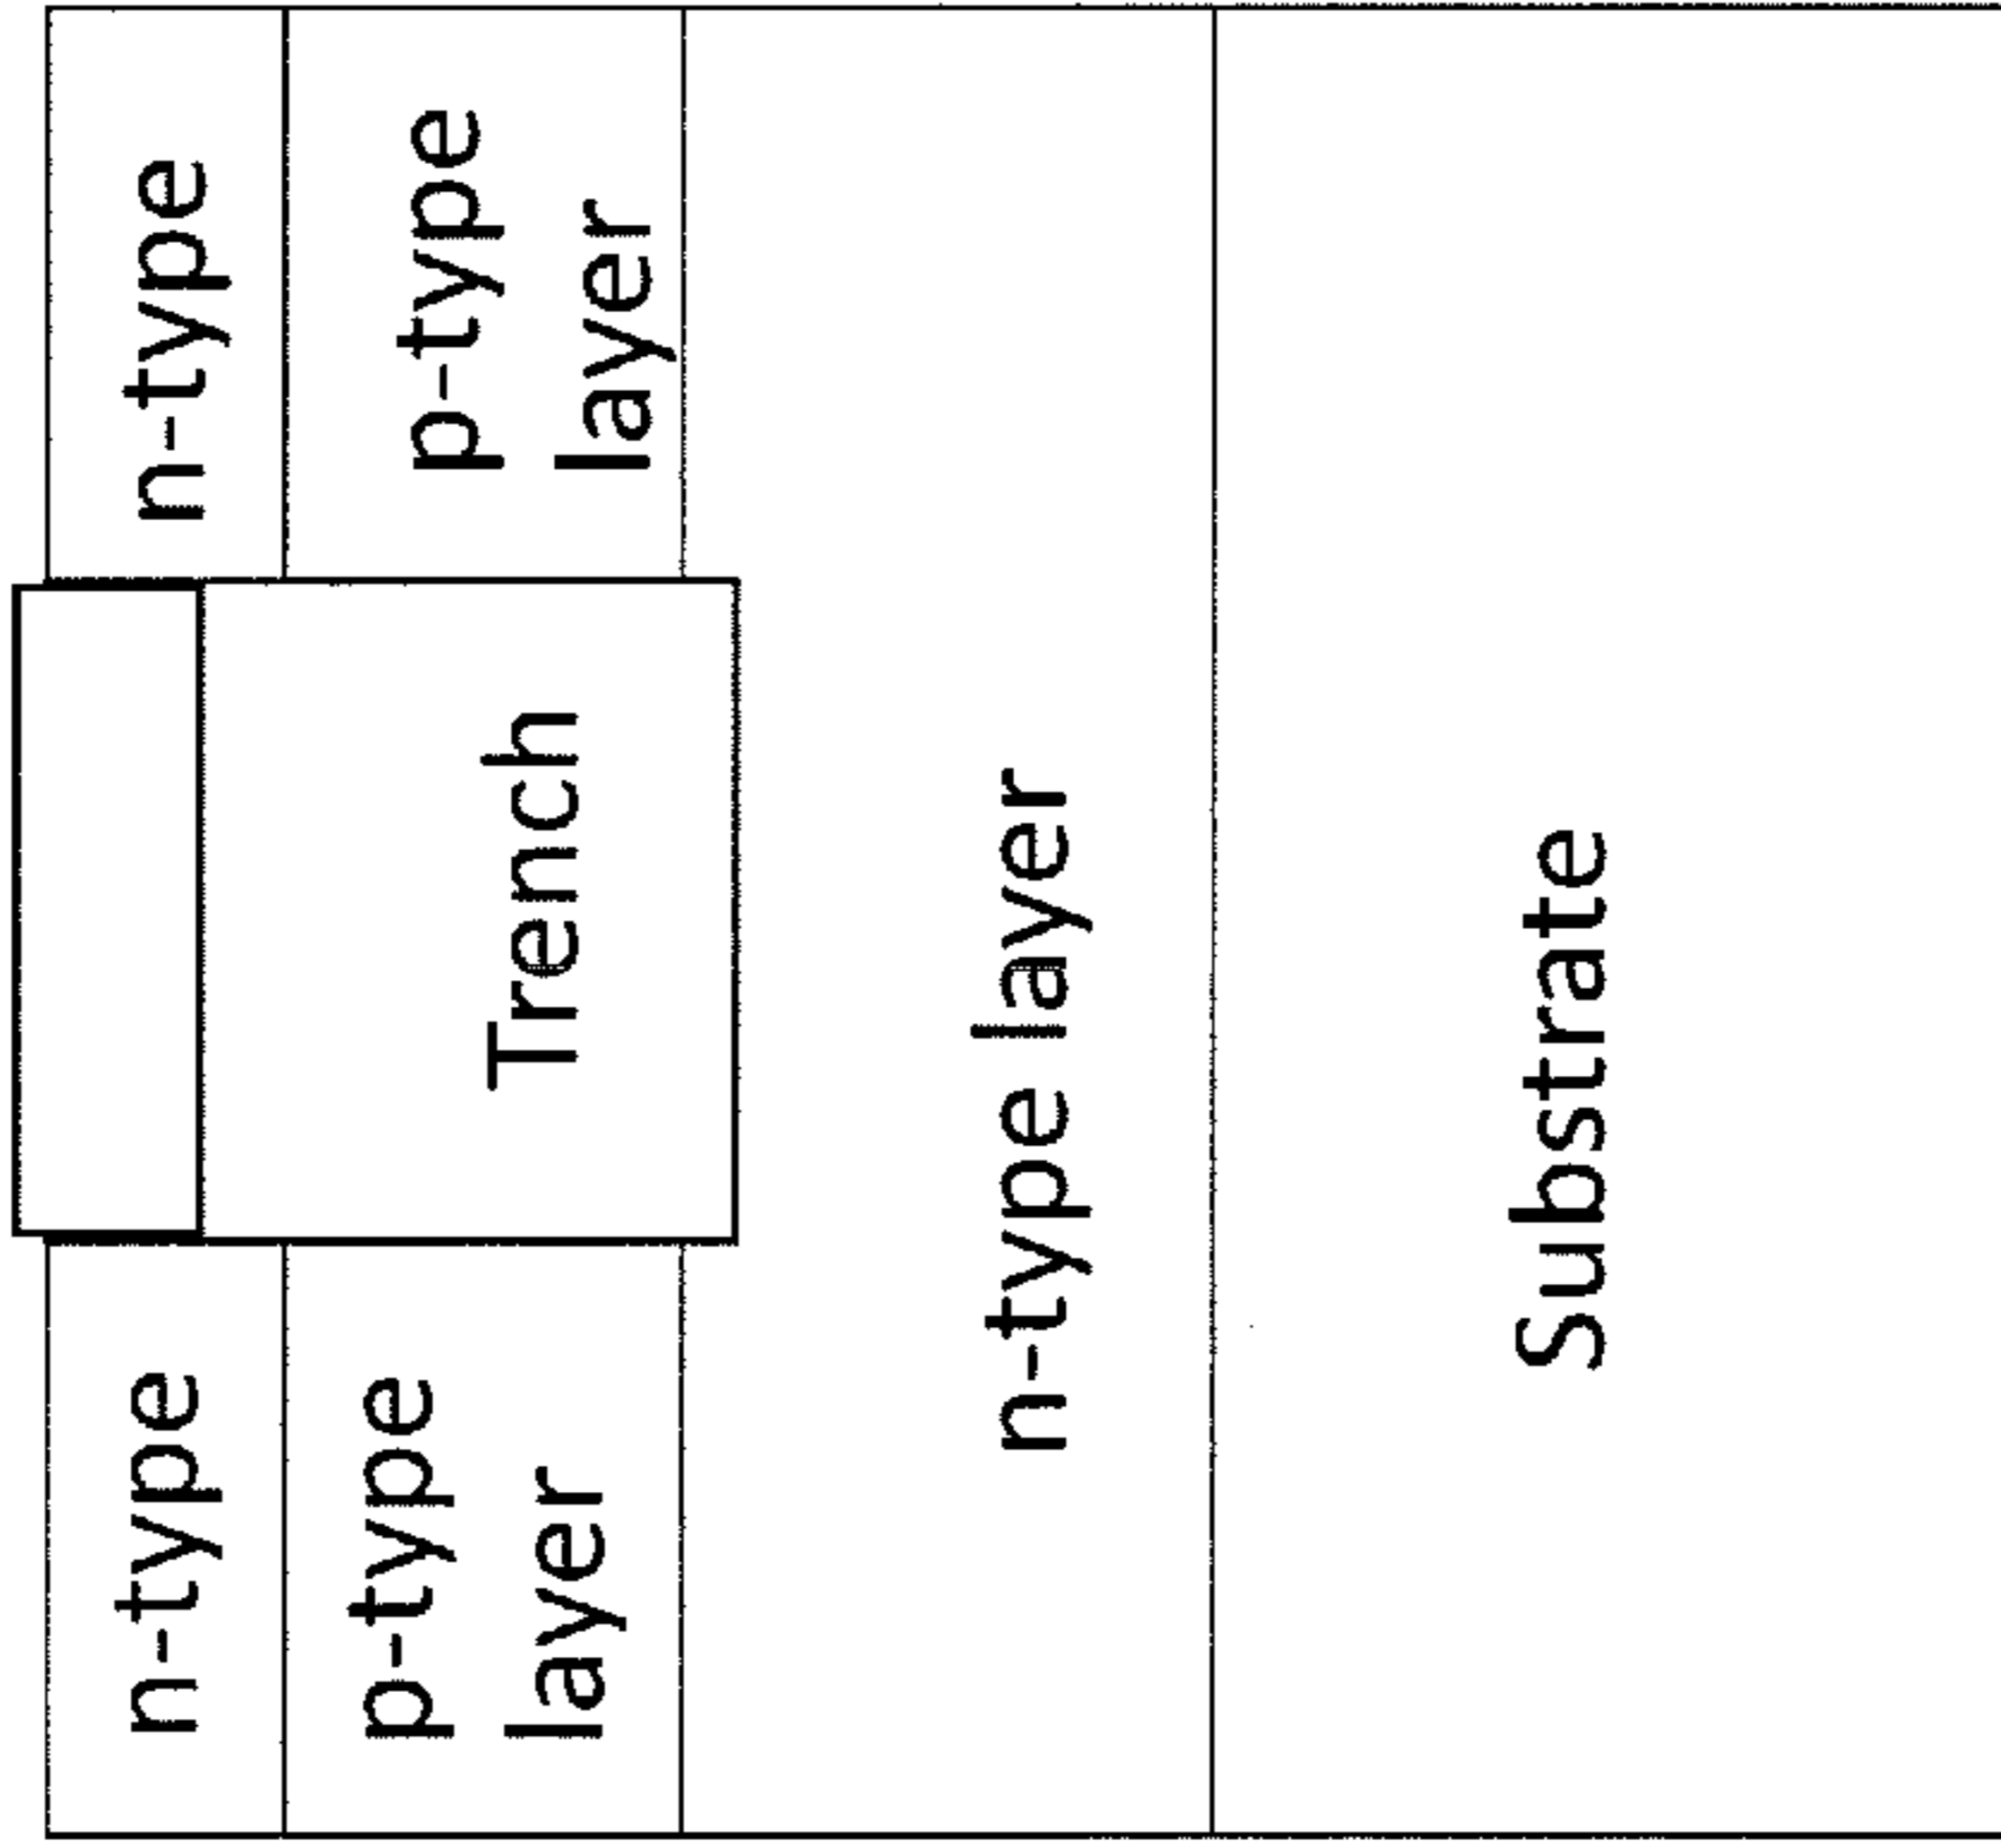 n-type
n-type
p-type
layer
Trench
p-type
layer
n-type layer
Substrate